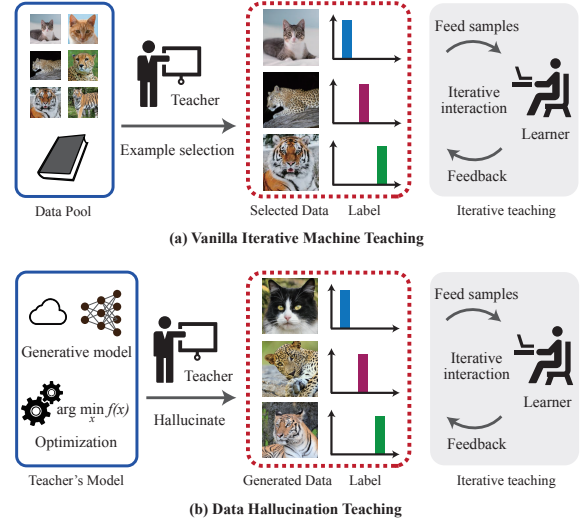 Feed samples
Teacher
Iterative
interaction
Learner
Example selection
Feedback
Data Pool
Selected Data
Label
Iterative teaching
(a) Vanilla Iterative Machine Teaching
Feed samples
Generative model
Teacher
Iterative
interaction
Learner
Hallucinate
arg min f(x)
x
Optimization
Feedback
Teacher's Model
Generated Data
Label
Iterative teaching
(b) Data Hallucination Teaching